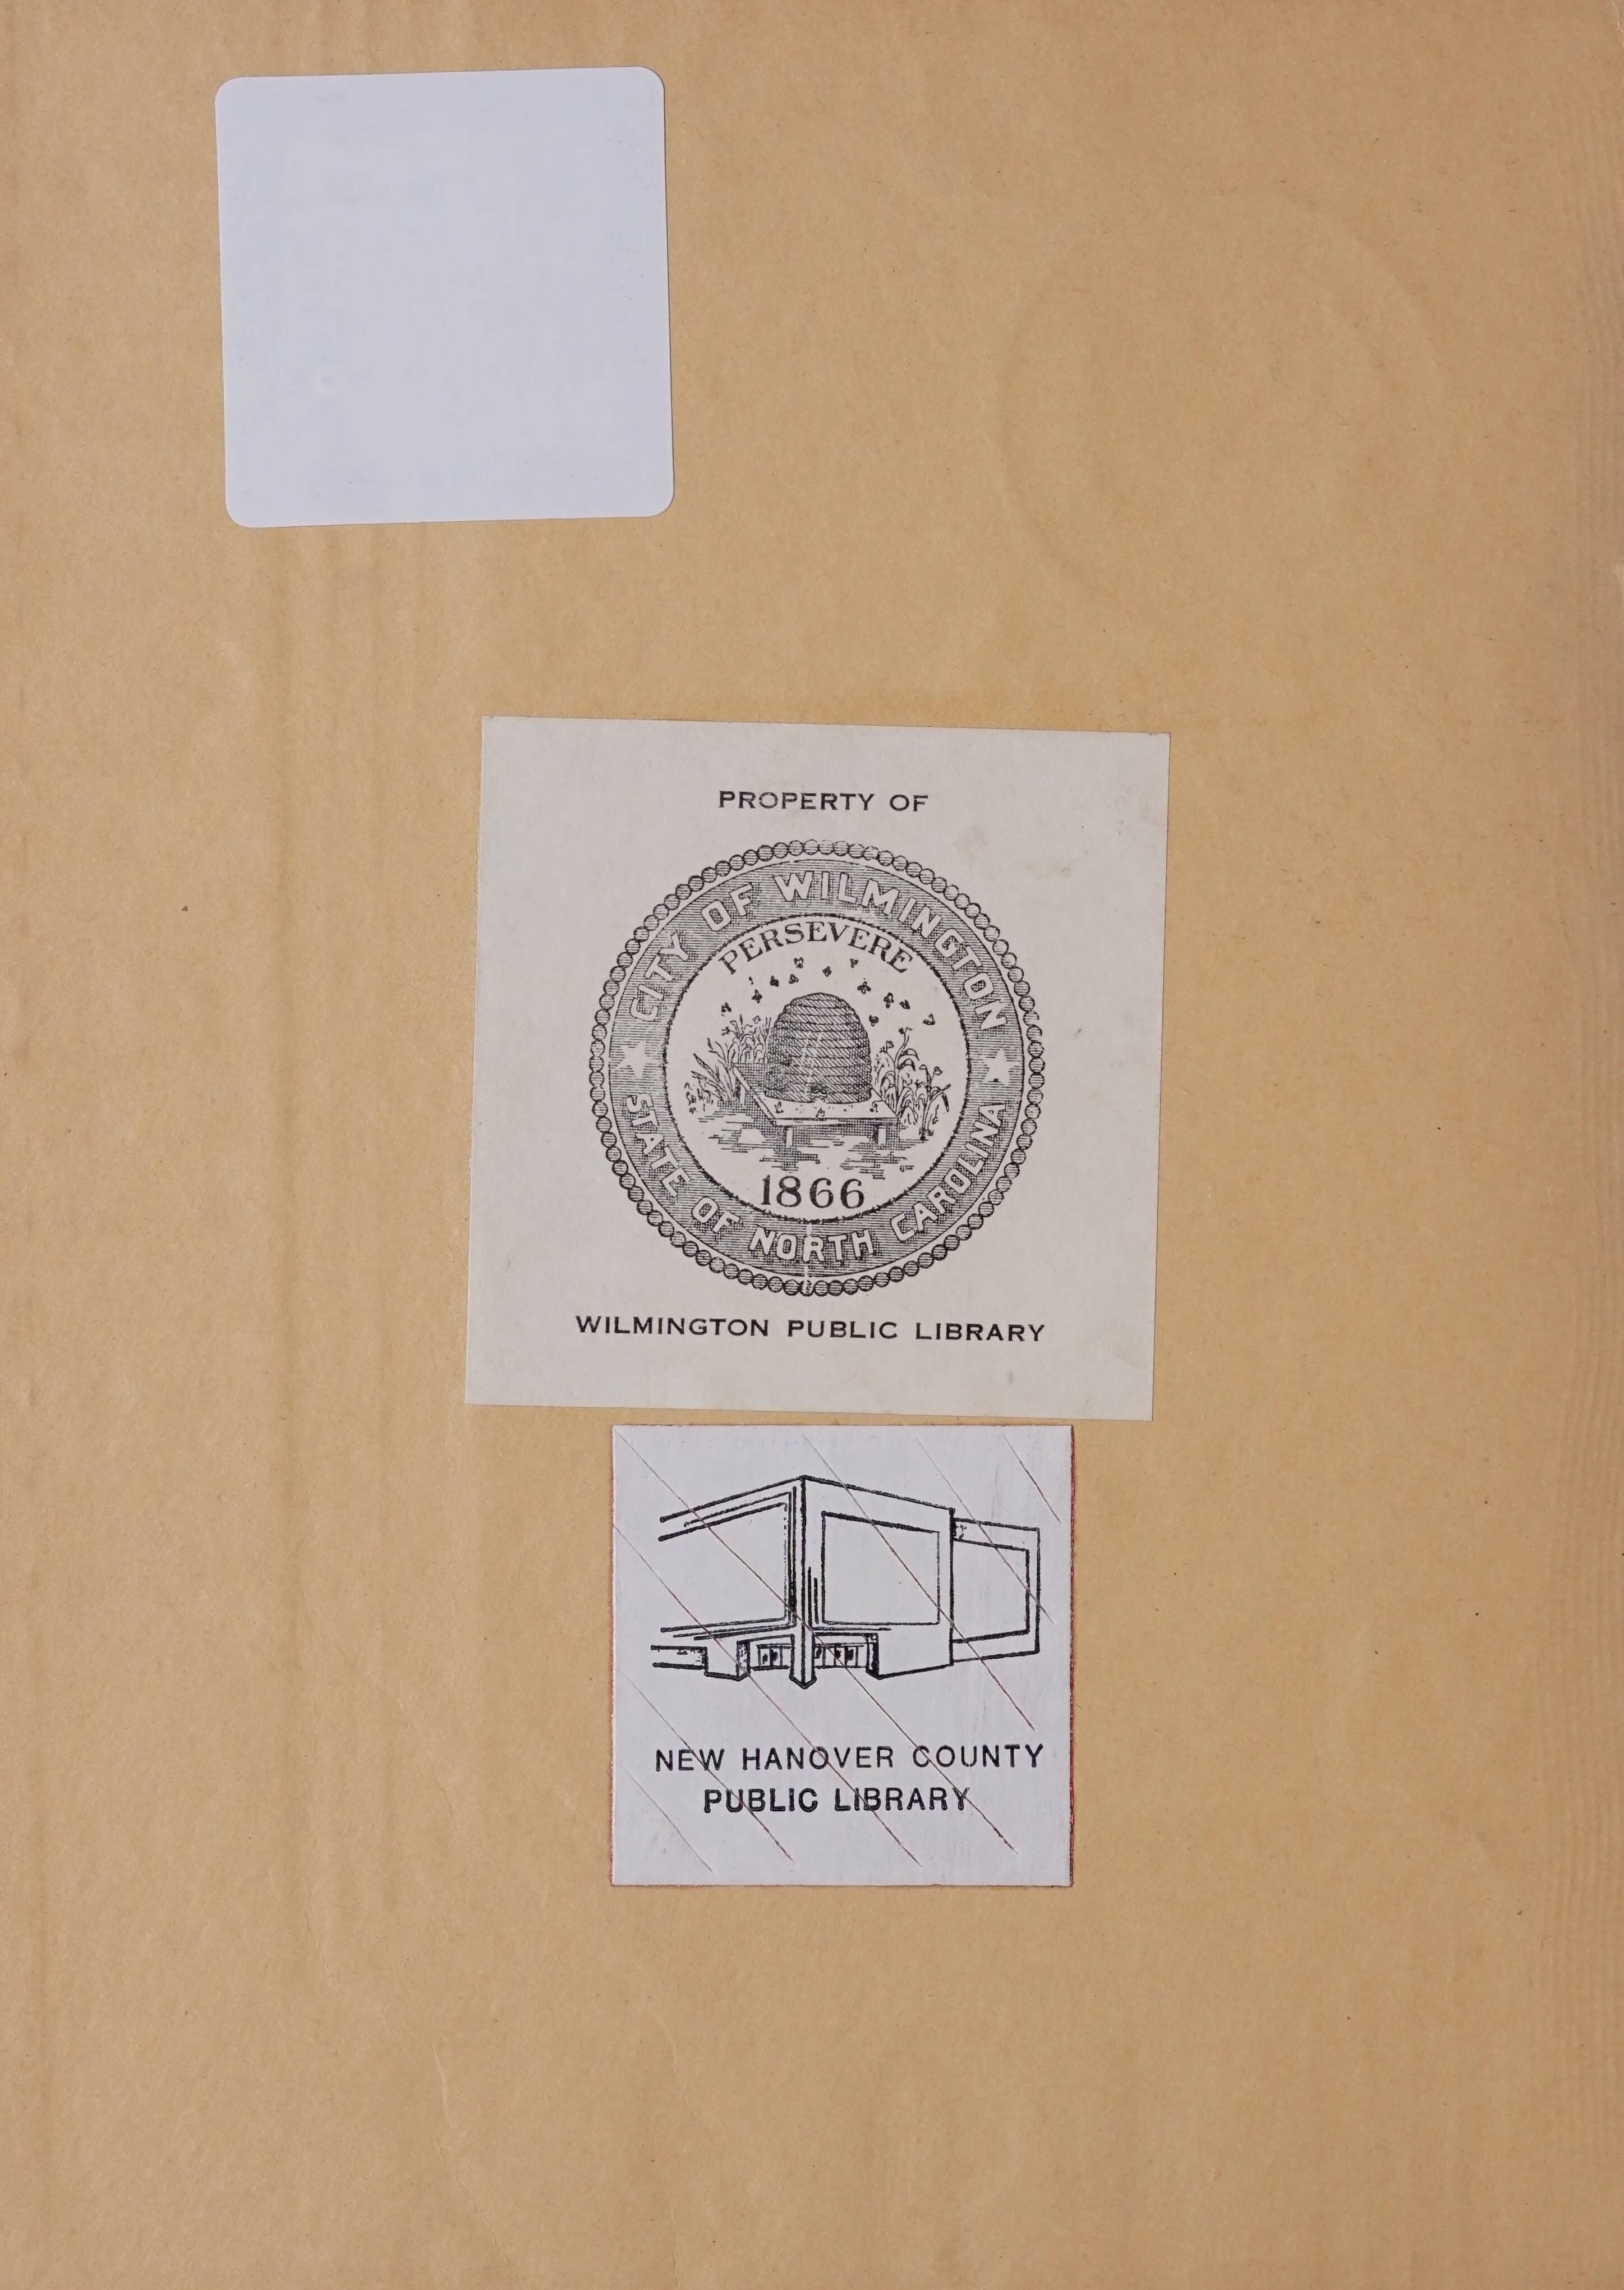 PROPERTY OF
CITY OF WILMINGTON
PERSEVERE
1866
STATE OF NORTH CAROLINA
WILMINGTON PUBLIC LIBRARY
NEW HANOVER COUNTY
PUBLIC LIBRARY